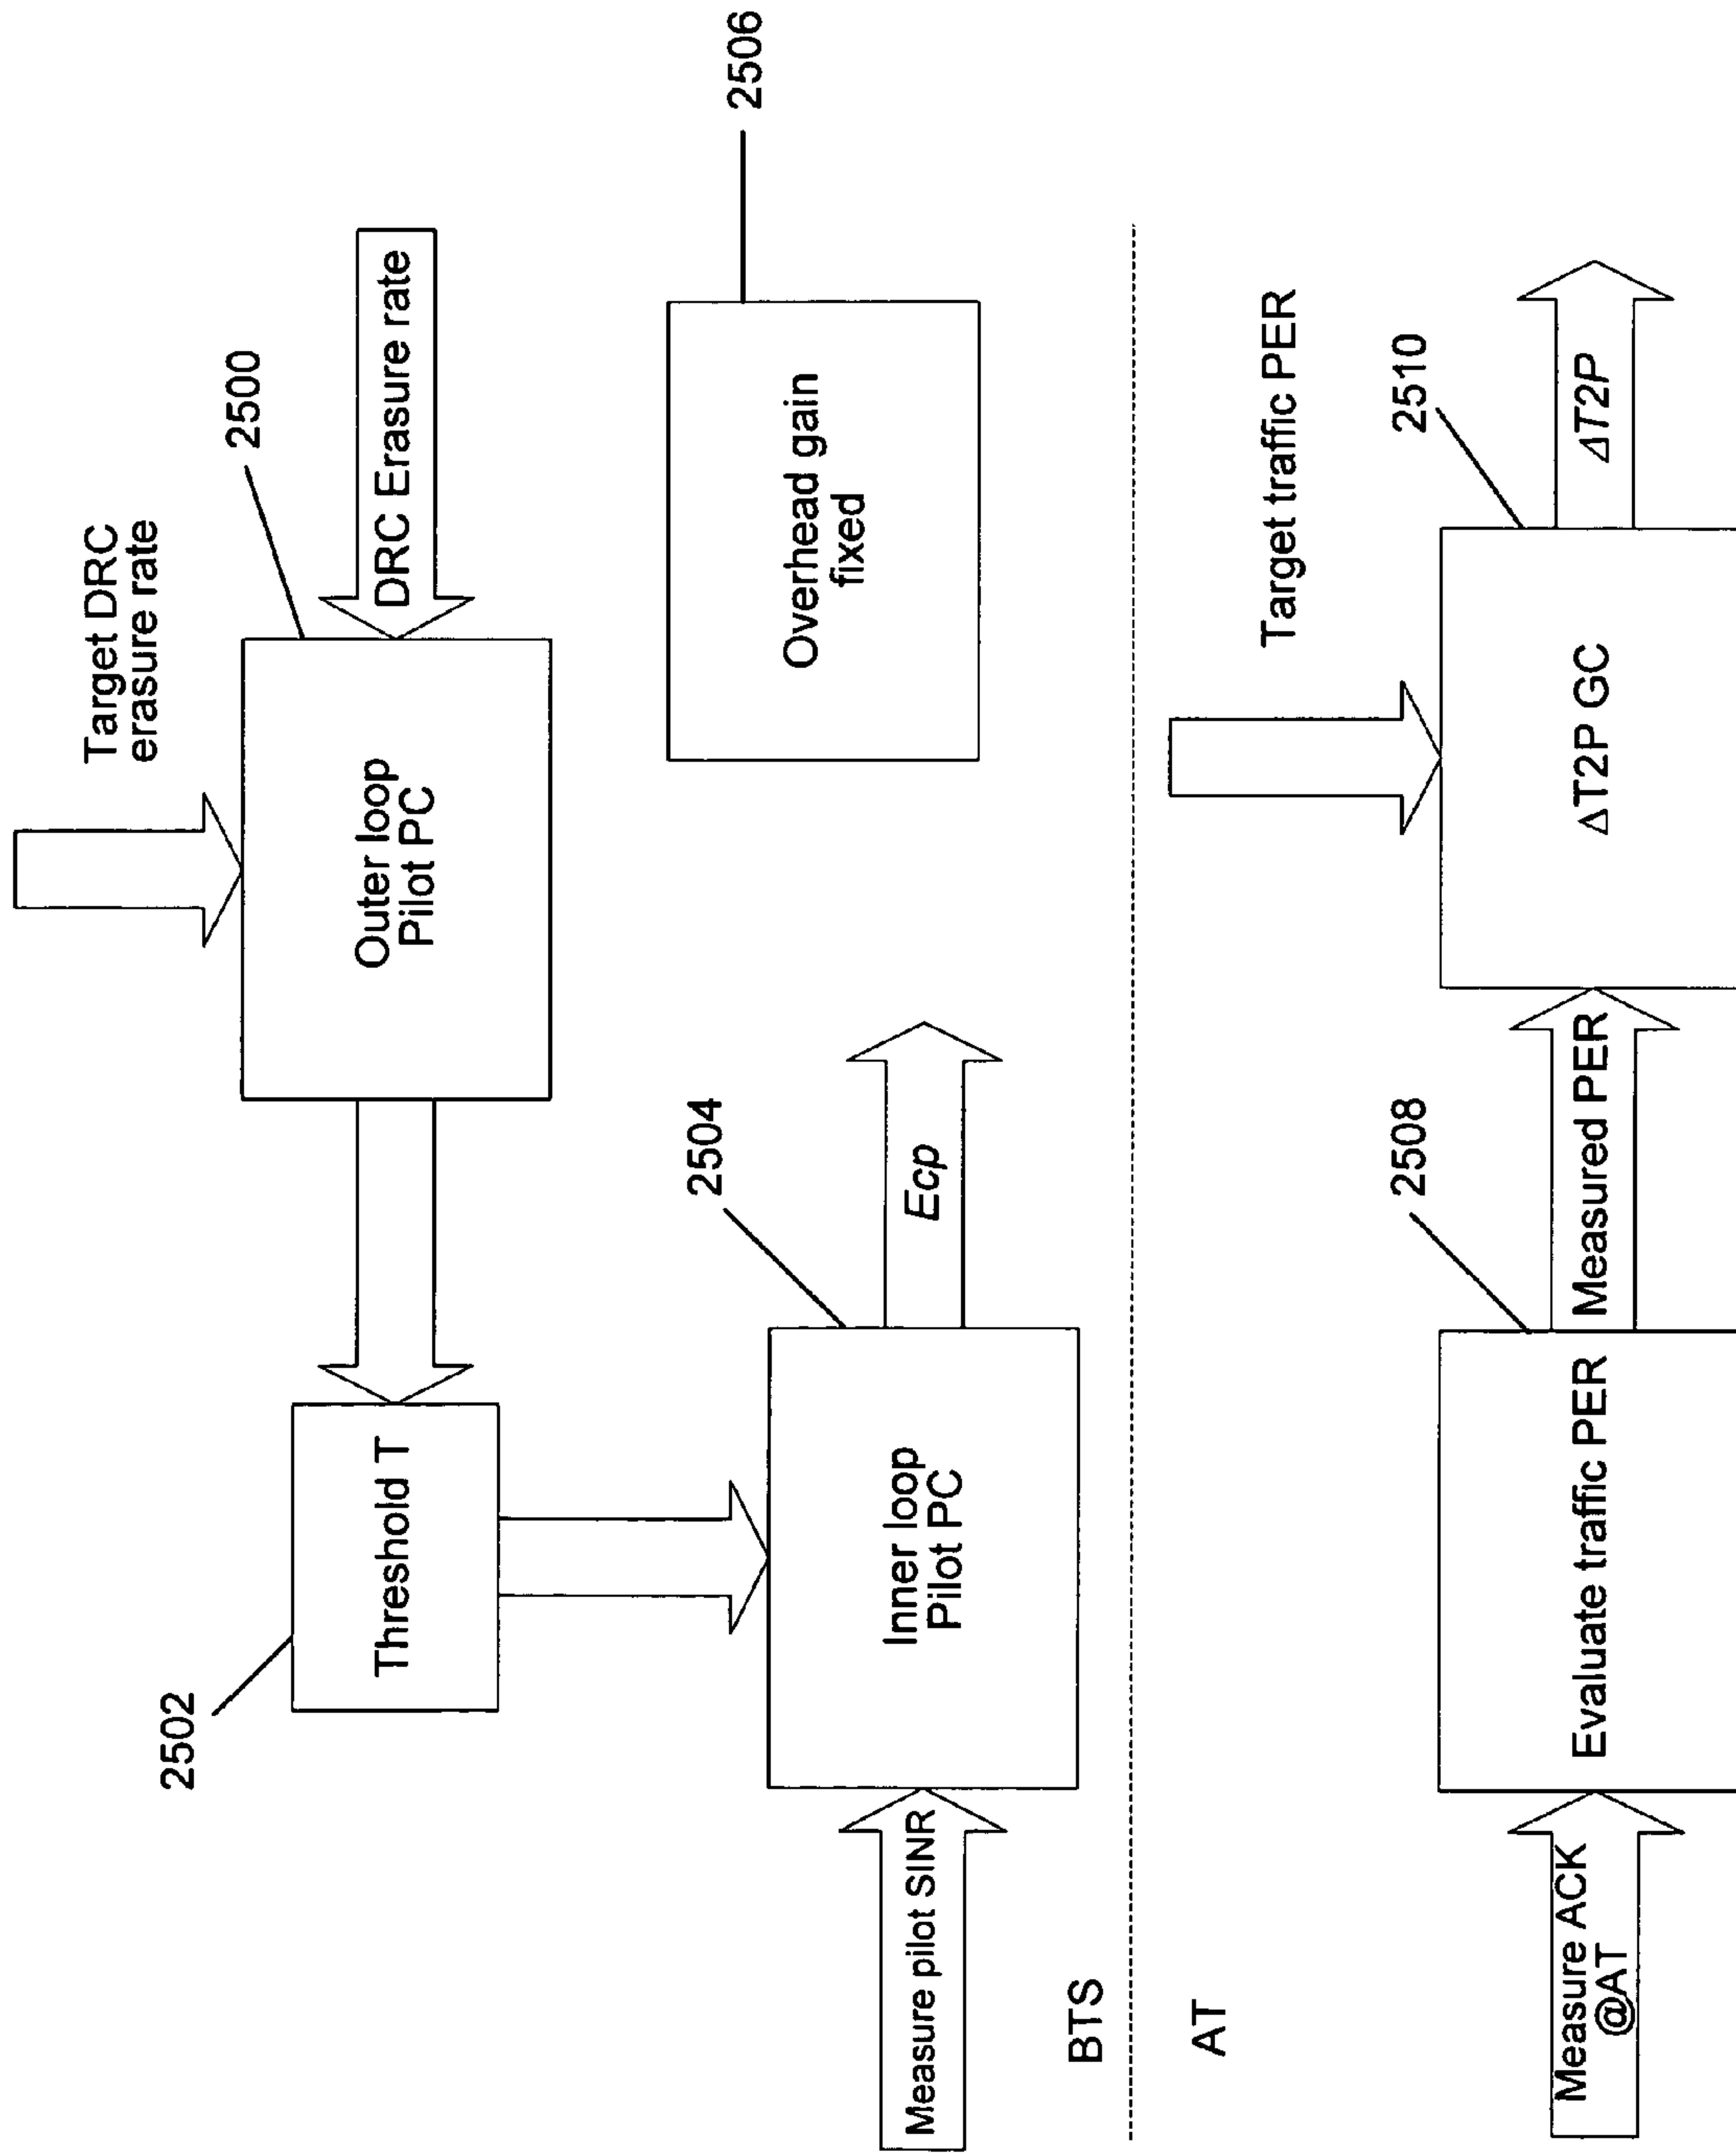 Target DRC
erasure rate
2500
DRC Erasure rate
Outer loop
Pilot PC
2502
Threshold T
2506
Overhead gain
fixed
2504
Measure pilot SINR
Inner loop
Pilot PC
Ecp
BTS
AT
Target traffic PER
2508
2510
Measure ACK
@AT
Evaluate traffic PER
Measured PER
ΔT2P GC
ΔT2P